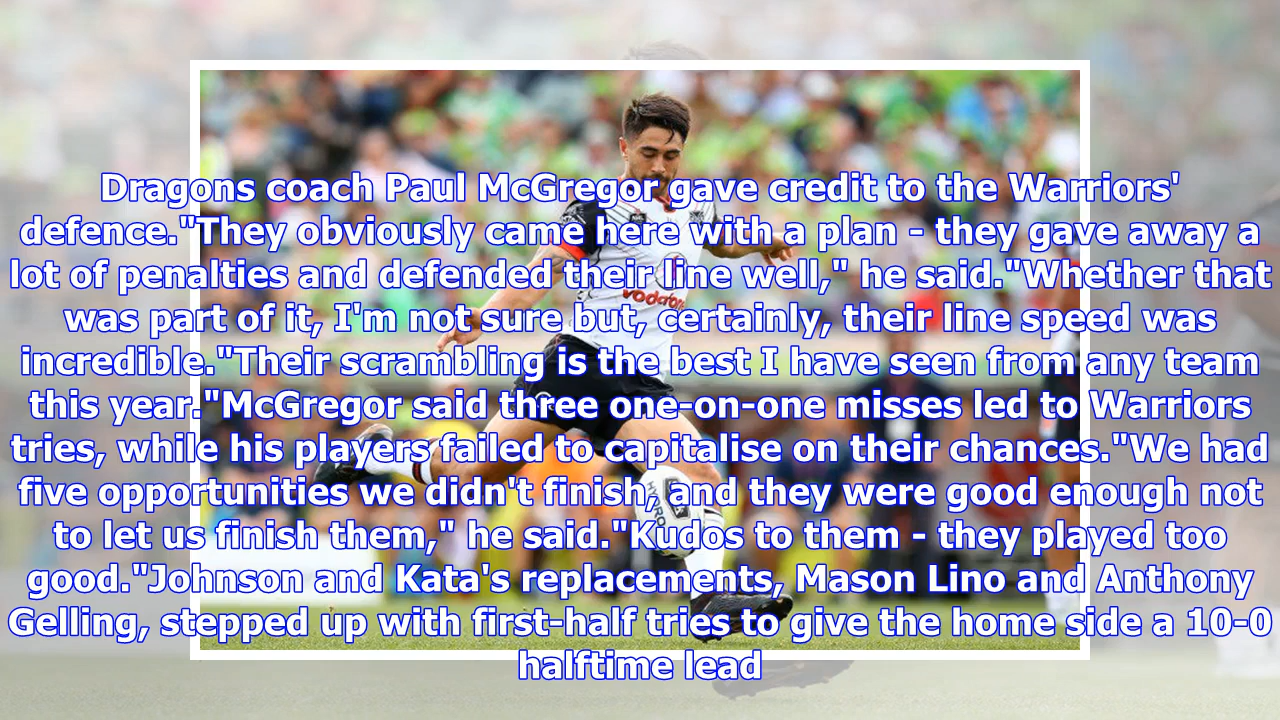 Dragons coach Paul McGregor gave credit to the Warriors'
defence."They obviously came here with a plan - they gave away a
lot of penalties and defended their line well," he said."Whether that
was part of it, I'm not sure but, certainly, their line speed was
incredible."Their scrambling is the best I have seen from any team
this year."McGregor said three one-on-one misses led to Warriors
tries, while his players failed to capitalise on their chances."We had
five opportunities we didn't finish, and they were good enough not
to let us finish them," he said."Kudos to them - they played too
good."Johnson and Kata's replacements, Mason Lino and Anthony
Gelling, stepped up with first-half tries to give the home side a 10-0
halftime lead
vodafone